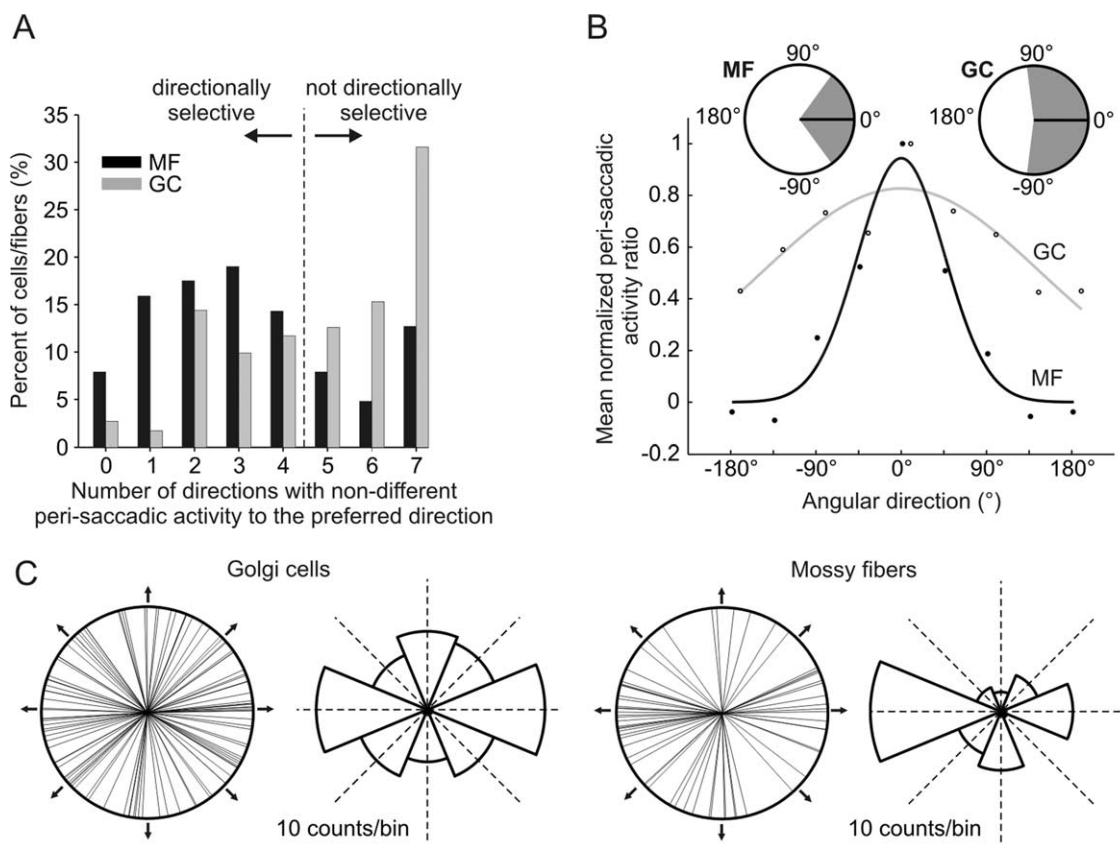 A
directionally selective
not directionally selective
35
30
25
20
15
10
5
0
Percent of cells/fibers (%)
MF
GC
0 1 2 3 4 5 6 7
Number of directions with non-different
peri-saccadic activity to the preferred direction
B
MF
90°
180°
0°
-90°
GC
90°
180°
0°
-90°
1
0.8
0.6
0.4
0.2
0
-0.2
Mean normalized peri-saccadic
activity ratio
GC
MF
-180° -90° 0° 90° 180°
Angular direction (°)
C
Golgi cells
10 counts/bin
Mossy fibers
10 counts/bin